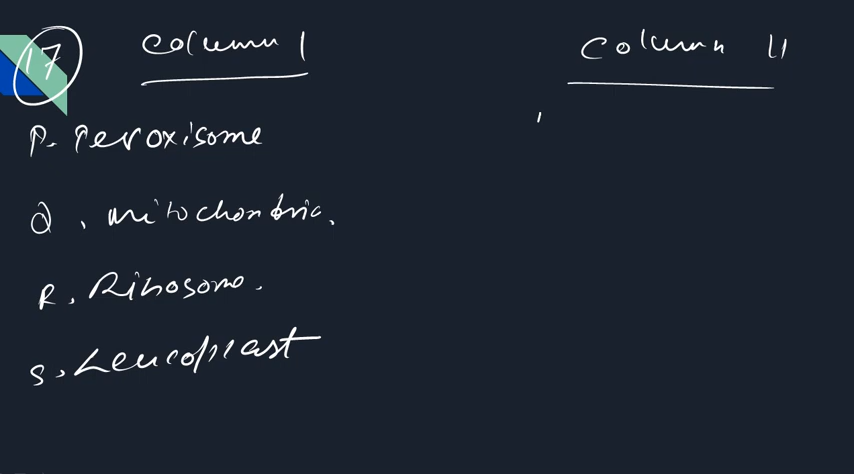 17 Column I Column II
P. Peroxisome
Q. mitochondria.
R. Ribosome.
S. Leucoplast